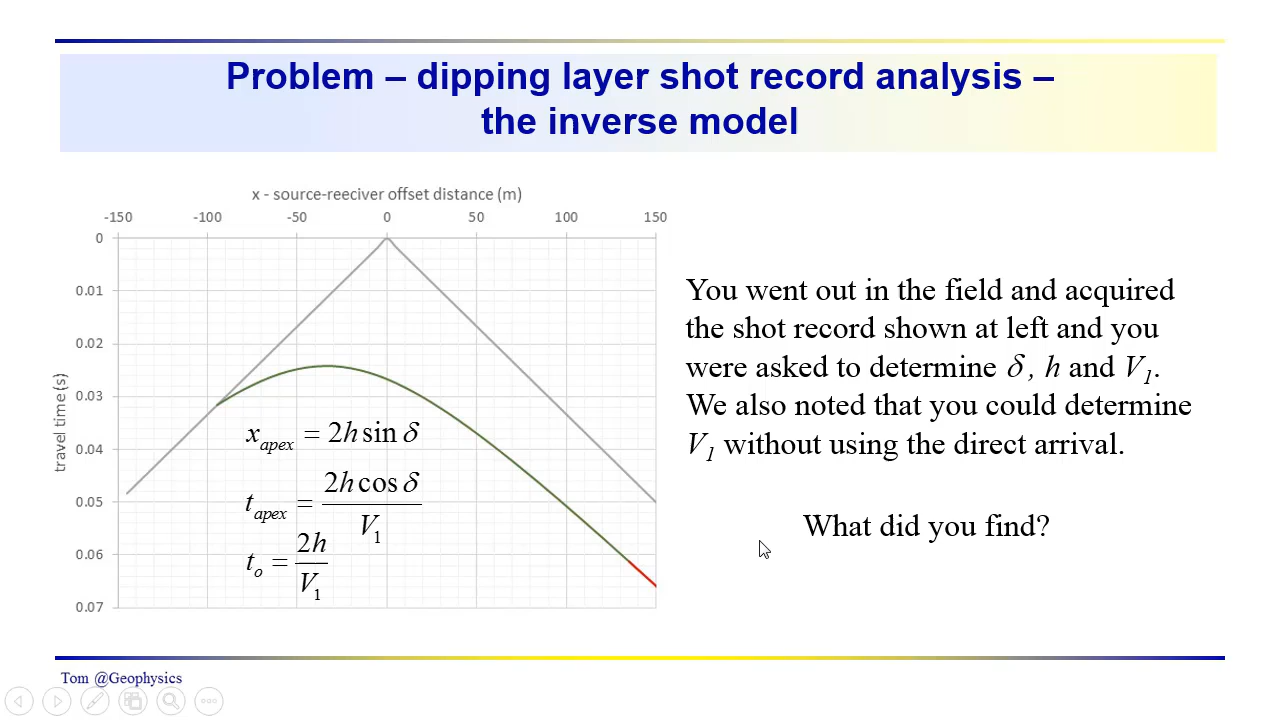 Problem – dipping layer shot record analysis –
the inverse model
x - source-reeciver offset distance (m)
-150 -100 -50 0 50 100 150
0
0.01
0.02
0.03
0.04
0.05
0.06
0.07
travel time (s)
x_apex = 2h sin δ
t_apex = 2h cos δ / V_1
t_o = 2h / V_1
You went out in the field and acquired
the shot record shown at left and you
were asked to determine δ , h and V_1.
We also noted that you could determine
V_1 without using the direct arrival.
What did you find?
Tom @Geophysics